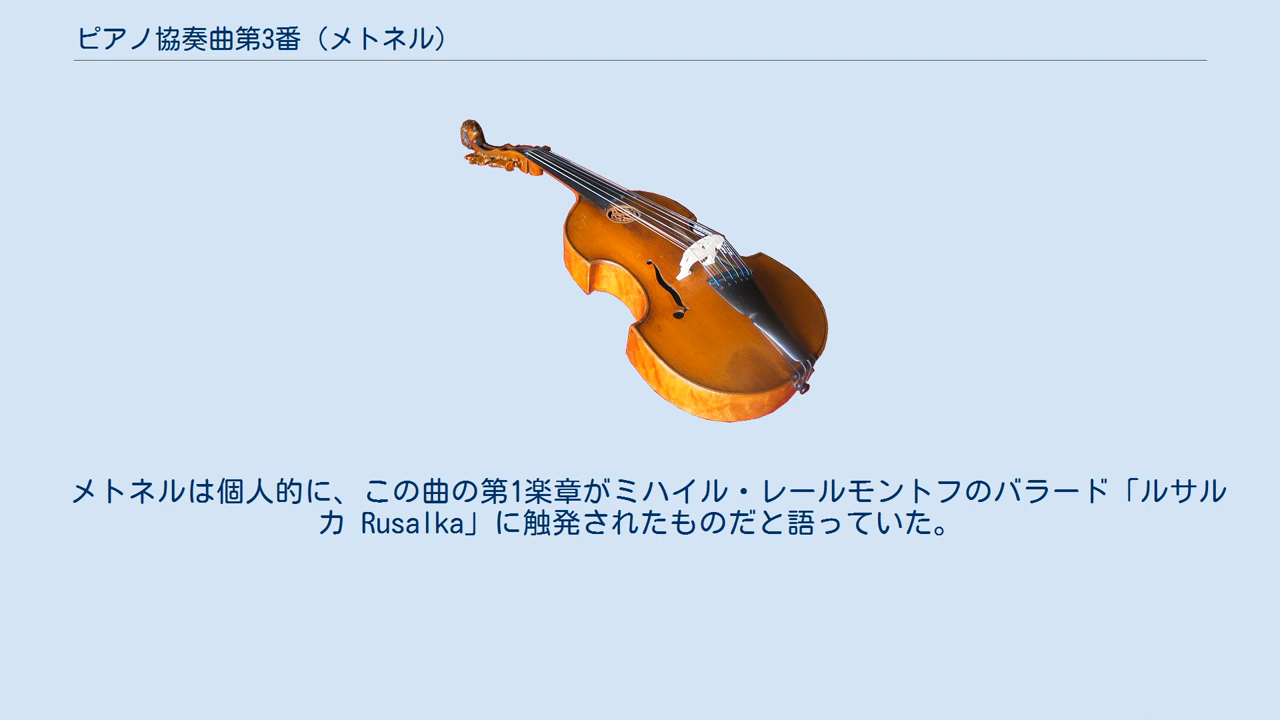 ピアノ協奏曲第3番（メトネル）
メトネルは個人的に、この曲の第1楽章がミハイル・レールモントフのバラード「ルサル
カ Rusalka」に触発されたものだと語っていた。